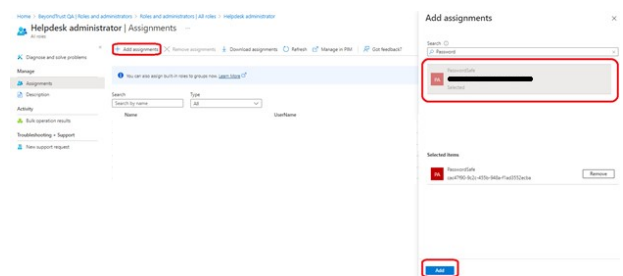 Home > BeyondTrust QA | Roles and administrators > Roles and administrators | All roles > Helpdesk administrator
Helpdesk administrator | Assignments ...
All roles
Diagnose and solve problems
Manage
Assignments
Description
Activity
Bulk operation results
Troubleshooting + Support
New support request
+ Add assignments
Remove assignments
Download assignments
Refresh
Manage in PIM
Got feedback?
You can also assign built-in roles to groups now. Learn More
Search
Search by name
Type
All
Name
UserName
Add assignments
Search
Password
PA
PasswordSafe
Selected
Selected items
PA
PasswordSafe
Remove
Add